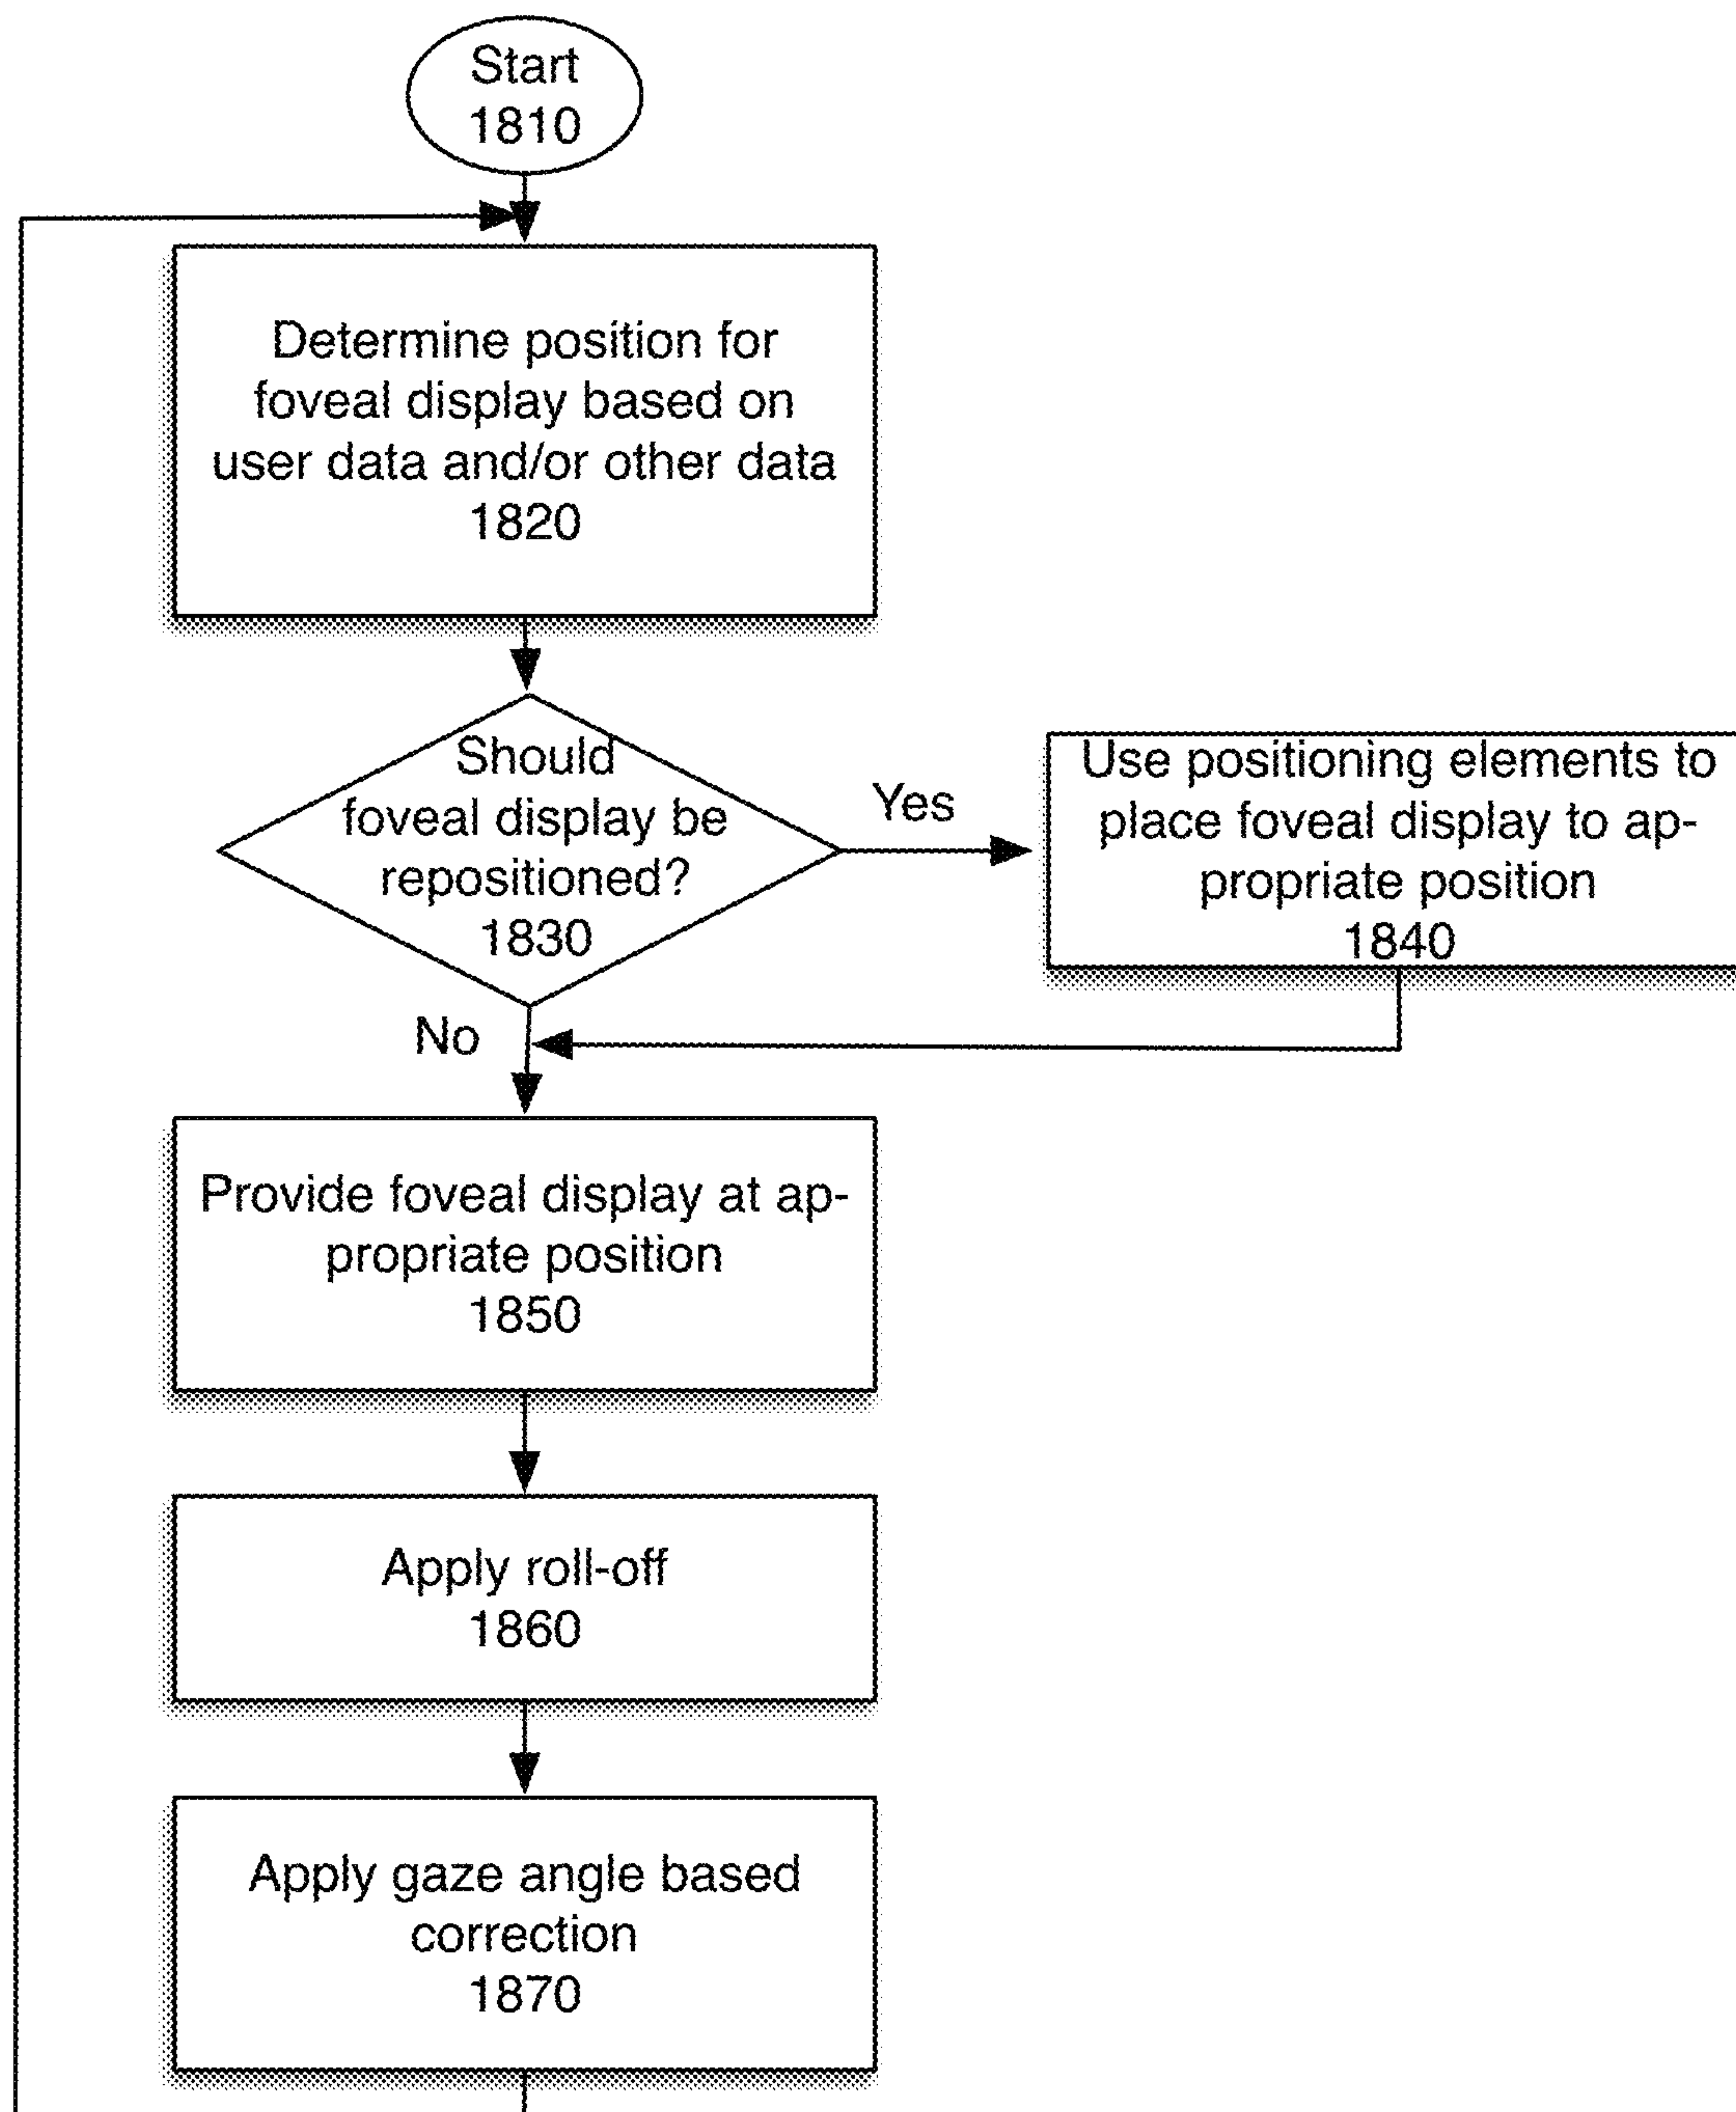 Start
1810
Determine position for
foveal display based on
user data and/or other data
1820
Should
foveal display be
repositioned?
1830
Yes
Use positioning elements to
place foveal display to ap-
propriate position
1840
No
Provide foveal display at ap-
propriate position
1850
Apply roll-off
1860
Apply gaze angle based
correction
1870